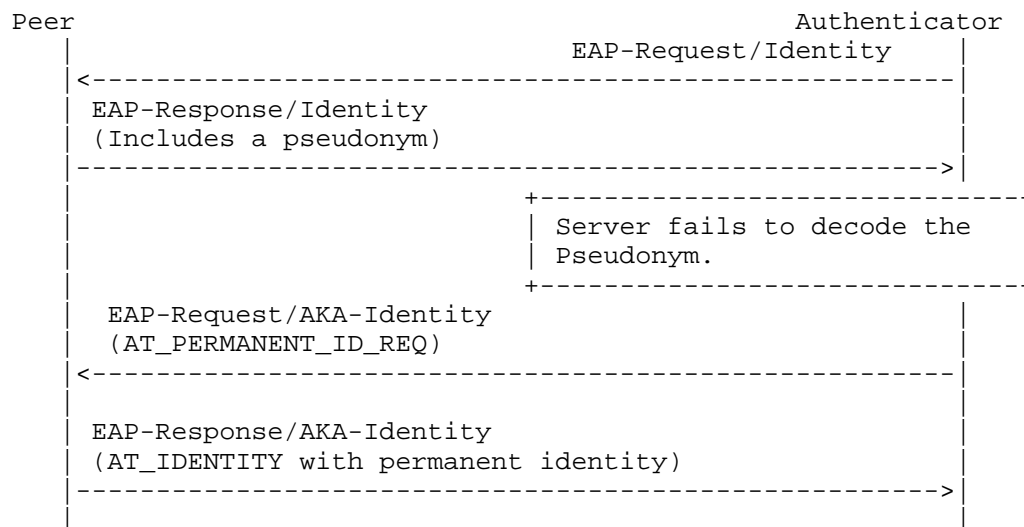 Peer Authenticator
EAP-Request/Identity
EAP-Response/Identity
(Includes a pseudonym)
Server fails to decode the
Pseudonym.
EAP-Request/AKA-Identity
(AT_PERMANENT_ID_REQ)
EAP-Response/AKA-Identity
(AT_IDENTITY with permanent identity)